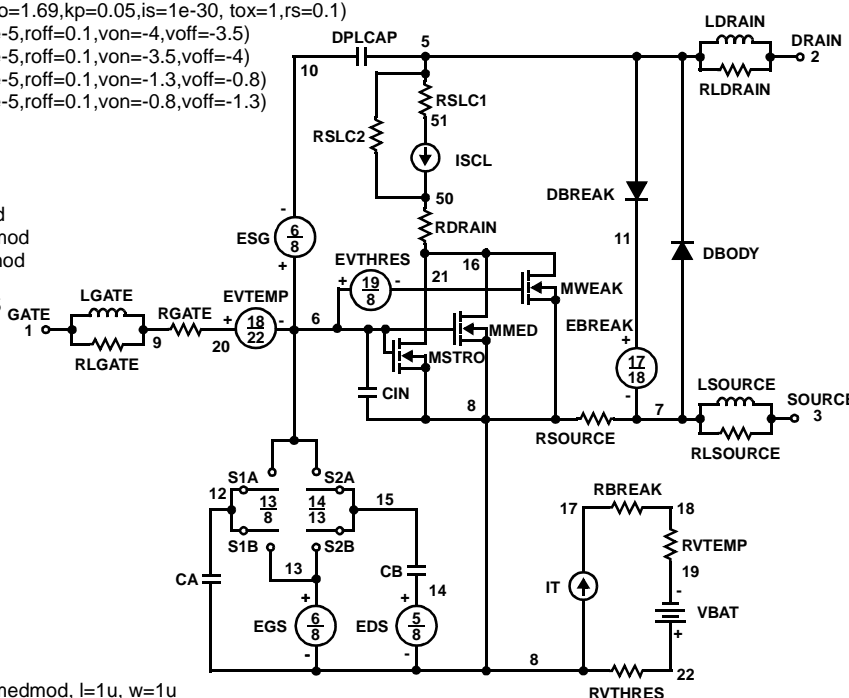 o=1.69,kp=0.05,is=1e-30, tox=1,rs=0.1)
-5,roff=0.1,von=-4,voff=-3.5)
-5,roff=0.1,von=-3.5,voff=-4)
-5,roff=0.1,von=-1.3,voff=-0.8)
-5,roff=0.1,von=-0.8,voff=-1.3)
LDRAIN
DPLCAP 5 DRAIN
10 2
RLDRAIN
RSLC1
51
RSLC2
ISCL
50
DBREAK
RDRAIN
ESG 6 8
- +
11
DBODY
EVTHRES
+ 19 8 -
21
16
MWEAK
LGATE
GATE
1
RLGATE
9
RGATE
20
EVTEMP
+ 18 22 -
6
MMED
MSTRO
EBREAK
+ 17 18 -
CIN
8
RSOURCE
7
LSOURCE
SOURCE
3
RLSOURCE
12
S1A
S2A
13 8
14 13
15
S1B
S2B
13
CA
CB
14
EGS
+ 6 8 -
EDS
+ 5 8 -
RBREAK
17 18
RVTEMP
19
IT
-
VBAT
+
8
22
RVTHRES
medmod, l=1u, w=1u